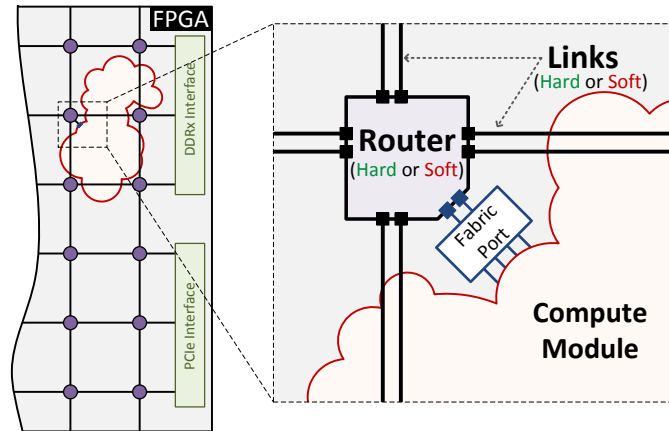 FPGA
DDRx Interface
PCIe Interface
Links
(Hard or Soft)
Router
(Hard or Soft)
Fabric
Port
Compute
Module